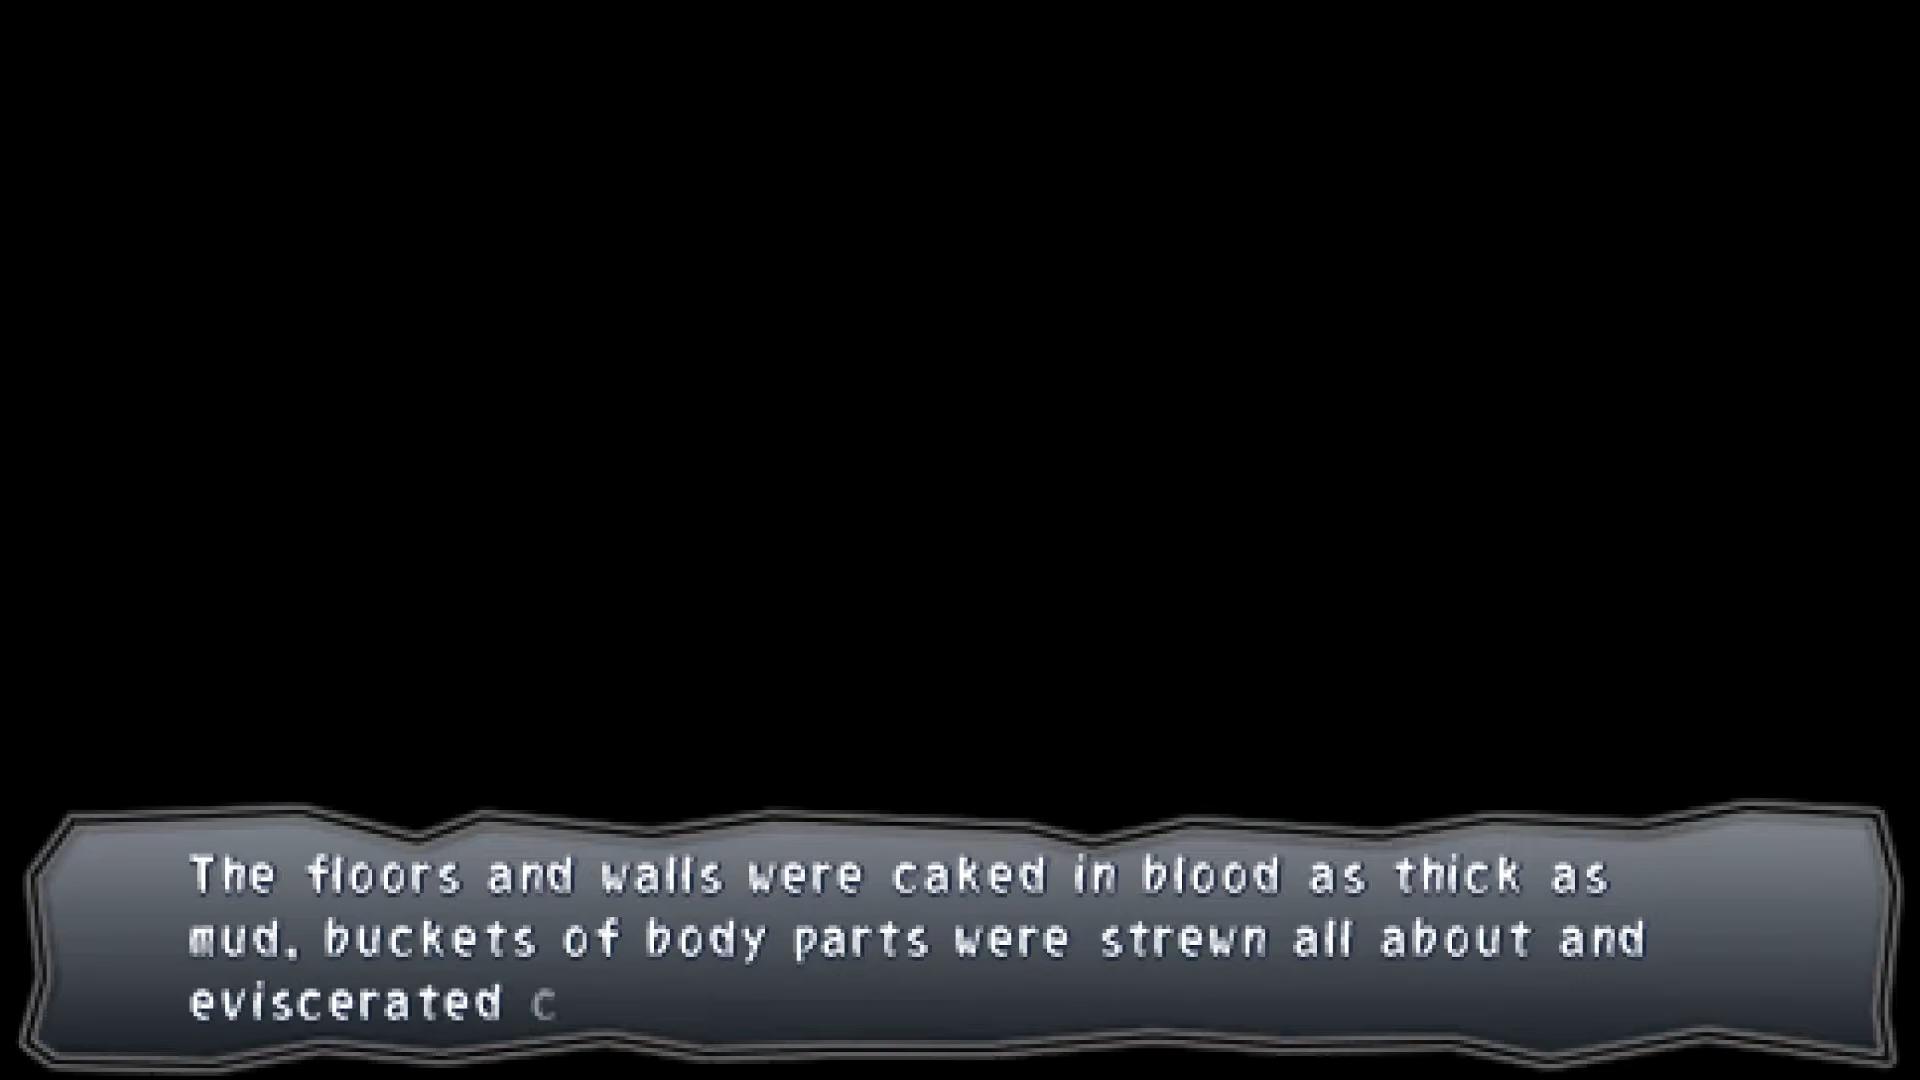 The floors and walls were caked in blood as thick as
mud, buckets of body parts were strewn all about and
eviscerated c